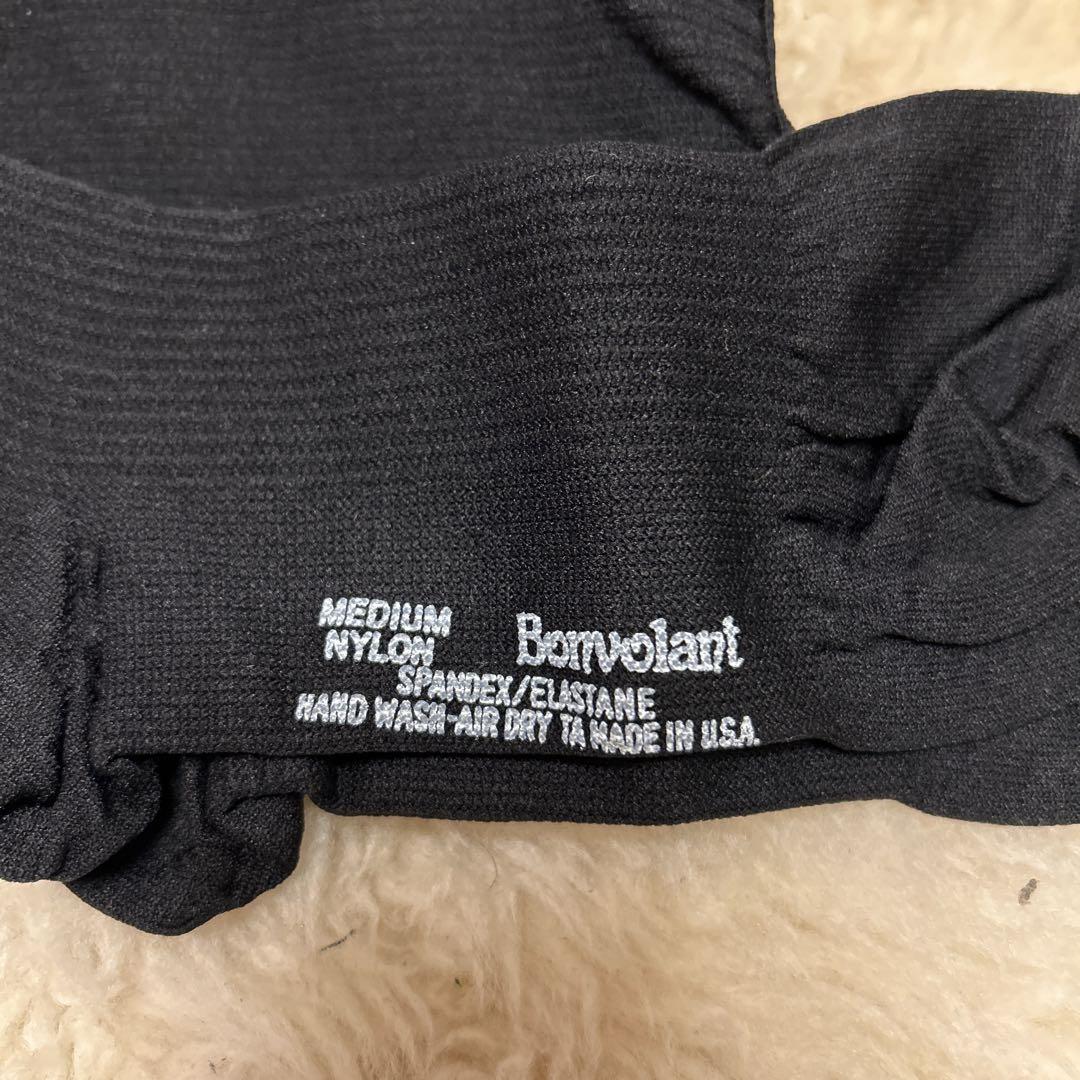 MEDIUM
NYLON
Bonvolant
SPANDEX/ELASTANE
HAND WASH-AIR DRY TA MADE IN U.S.A.